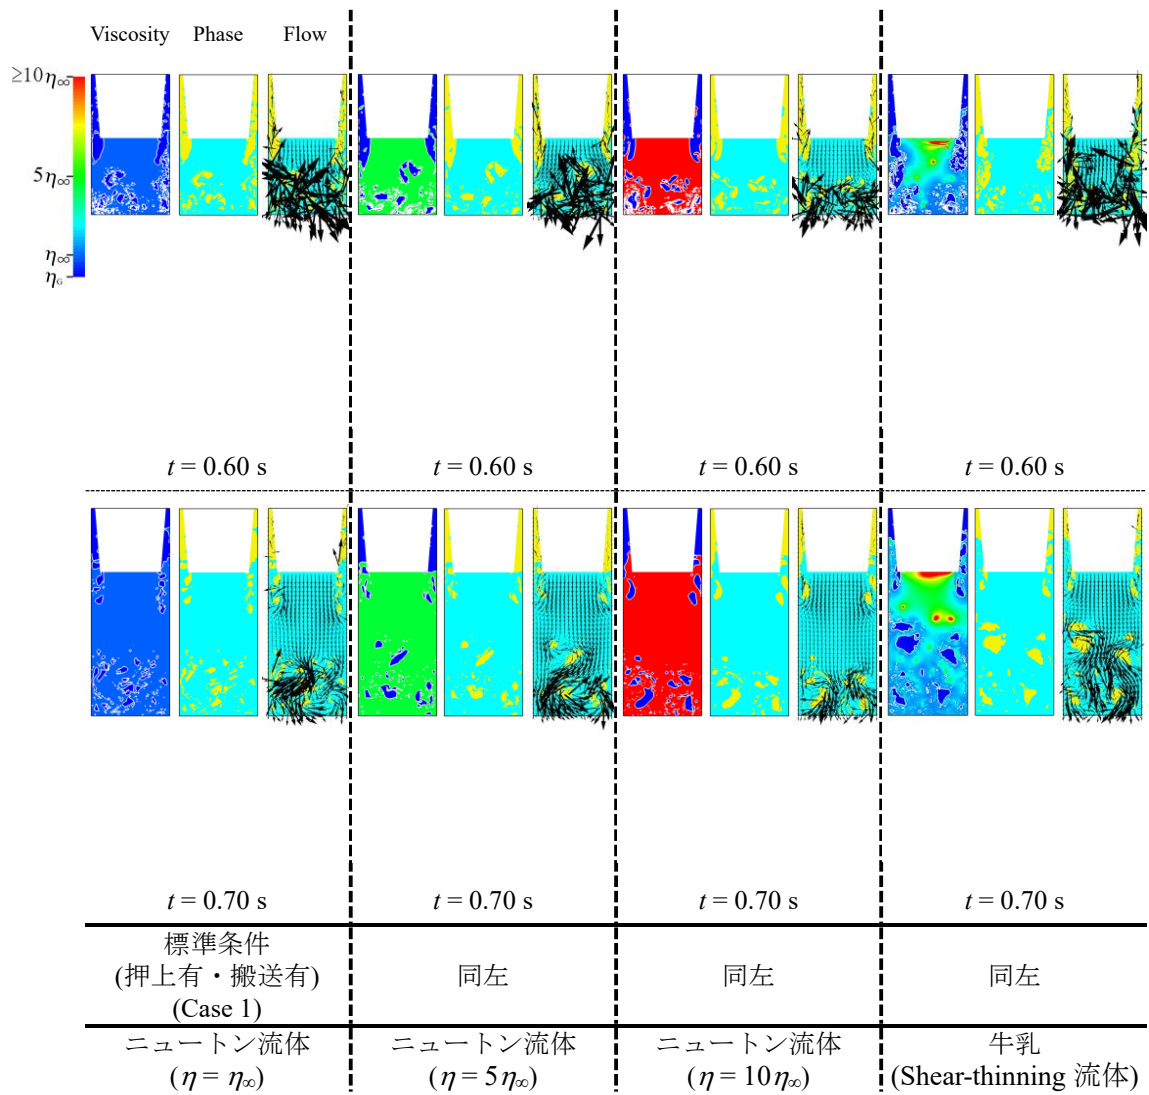 Viscosity Phase Flow
≥10 η∞
5 η∞
η∞
ηG
t = 0.60 s t = 0.60 s t = 0.60 s t = 0.60 s
t = 0.70 s t = 0.70 s t = 0.70 s t = 0.70 s
標準条件
(押上有・搬送有)
(Case 1)
同左 同左 同左
ニュートン流体
(η = η∞)
ニュートン流体
(η = 5η∞)
ニュートン流体
(η = 10η∞)
牛乳
(Shear-thinning 流体)